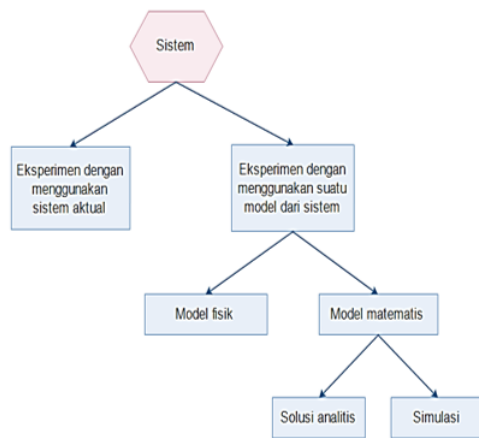 Sistem
Eksperimen dengan
menggunakan
sistem aktual
Eksperimen dengan
menggunakan suatu
model dari sistem
Model fisik
Model matematis
Solusi analitis
Simulasi